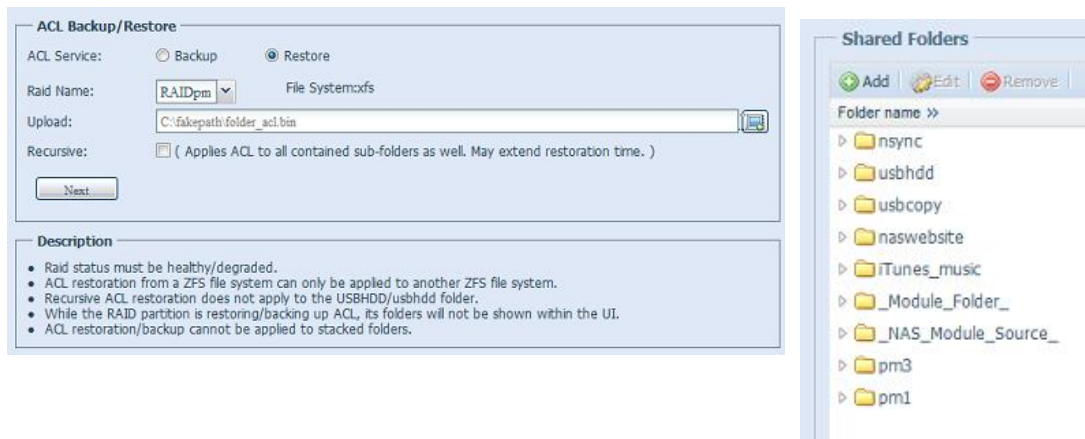 ACL Backup/Restore
ACL Service: Backup Restore
Raid Name: RAIDpm File System:xfs
Upload: C:\fakepath\folder_acl.bin
Recursive: ( Applies ACL to all contained sub-folders as well. May extend restoration time. )
Next
Description
• Raid status must be healthy/degraded.
• ACL restoration from a ZFS file system can only be applied to another ZFS file system.
• Recursive ACL restoration does not apply to the USBHDD/usbhdd folder.
• While the RAID partition is restoring/backing up ACL, its folders will not be shown within the UI.
• ACL restoration/backup cannot be applied to stacked folders.
Shared Folders
Add Edit Remove
Folder name »
nsync
usbhdd
usbcopy
naswebsite
iTunes_music
_Module_Folder_
_NAS_Module_Source_
pm3
pm1